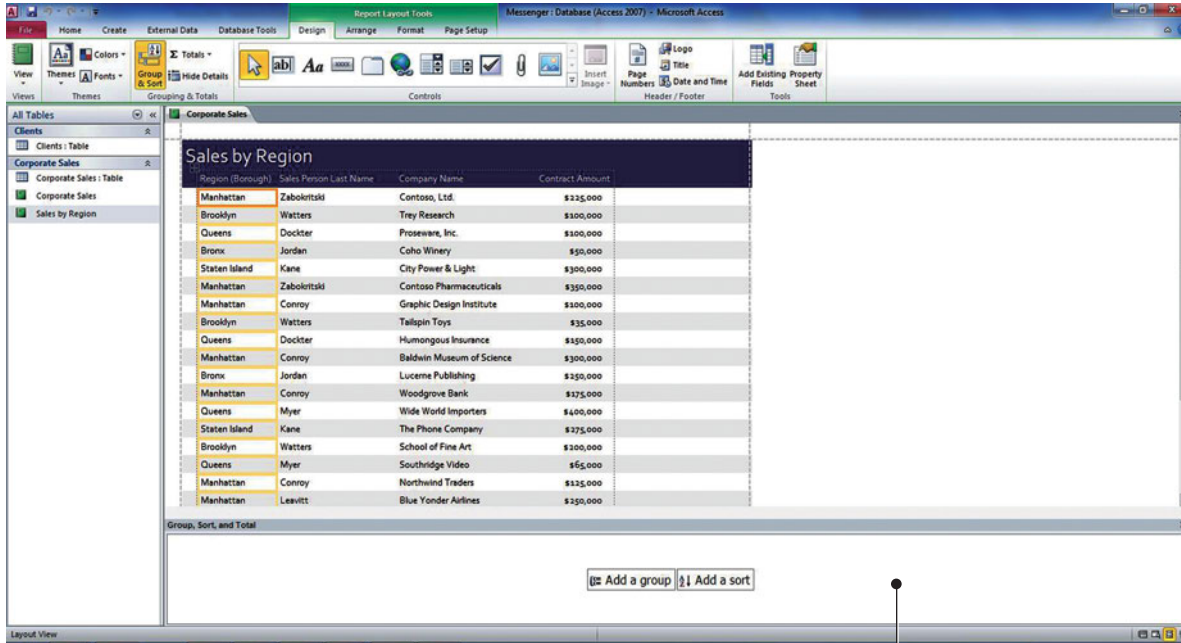 Report Layout Tools
Messenger : Database (Access 2007) - Microsoft Access
File Home Create External Data Database Tools Design Arrange Format Page Setup
View
Themes
Colors
Fonts
Group & Sort
Σ Totals
Hide Details
ab| Aa
Insert Image
Page Numbers
Logo
Title
Date and Time
Add Existing Fields
Property Sheet
Views Themes Grouping & Totals Controls Header / Footer Tools
All Tables
Clients
Clients : Table
Corporate Sales
Corporate Sales : Table
Corporate Sales
Sales by Region
Corporate Sales
Sales by Region
Region (Borough) Sales Person Last Name Company Name Contract Amount
Manhattan Zabokritski Contoso, Ltd. $225,000
Brooklyn Watters Trey Research $100,000
Queens Dockter Proseware, Inc. $100,000
Bronx Jordan Coho Winery $50,000
Staten Island Kane City Power & Light $300,000
Manhattan Zabokritski Contoso Pharmaceuticals $350,000
Manhattan Conroy Graphic Design Institute $100,000
Brooklyn Watters Tailspin Toys $35,000
Queens Dockter Humongous Insurance $150,000
Manhattan Conroy Baldwin Museum of Science $300,000
Bronx Jordan Lucerne Publishing $250,000
Manhattan Conroy Woodgrove Bank $175,000
Queens Myer Wide World Importers $400,000
Staten Island Kane The Phone Company $275,000
Brooklyn Watters School of Fine Art $200,000
Queens Myer Southridge Video $65,000
Manhattan Conroy Northwind Traders $125,000
Manhattan Leavitt Blue Yonder Airlines $250,000
Group, Sort, and Total
Add a group Add a sort
Layout View